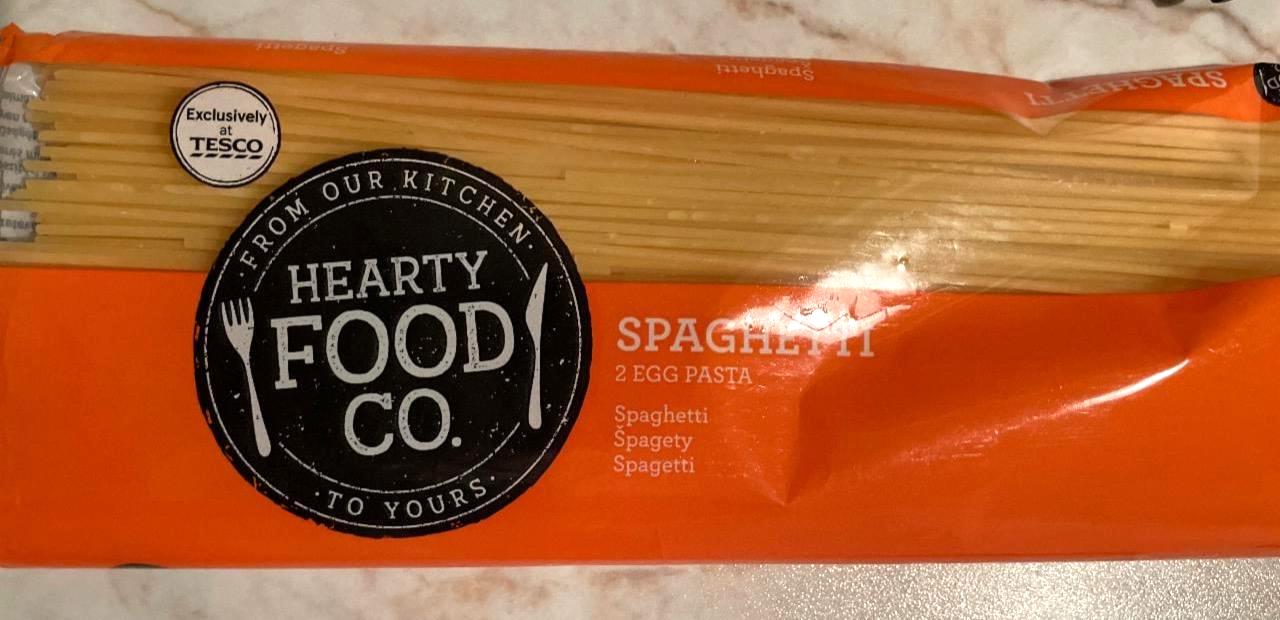 Spagetti
Spaghetti
SPAGHETTI
Exclusively
at
TESCO
· FROM OUR KITCHEN ·
HEARTY
FOOD
CO.
· TO YOURS ·
SPAGHETTI
2 EGG PASTA
Spaghetti
Špagety
Spagetti